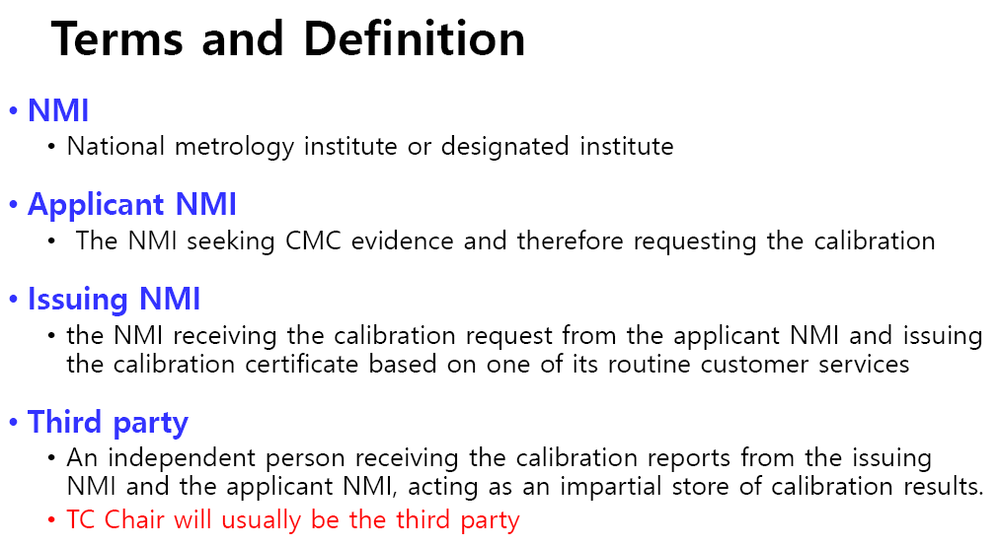 Terms and Definition
• NMI
• National metrology institute or designated institute
• Applicant NMI
• The NMI seeking CMC evidence and therefore requesting the calibration
• Issuing NMI
• the NMI receiving the calibration request from the applicant NMI and issuing
the calibration certificate based on one of its routine customer services
• Third party
• An independent person receiving the calibration reports from the issuing
NMI and the applicant NMI, acting as an impartial store of calibration results.
• TC Chair will usually be the third party